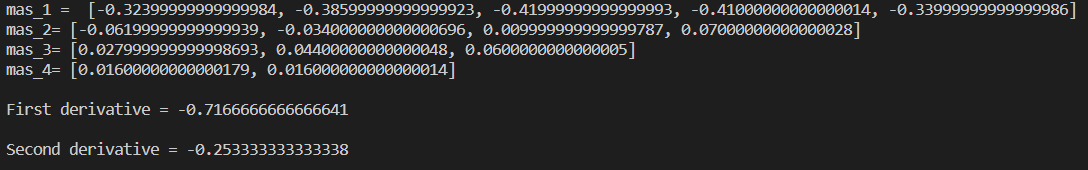 mas_1 =  [-0.32399999999999984, -0.38599999999999923, -0.41999999999999993, -0.41000000000000014, -0.33999999999999986]
mas_2= [-0.06199999999999939, -0.034000000000000696, 0.009999999999999787, 0.07000000000000028]
mas_3= [0.027999999999998693, 0.04400000000000048, 0.0600000000000005]
mas_4= [0.01600000000000179, 0.016000000000000014]
First derivative = -0.7166666666666641
Second derivative = -0.253333333333338